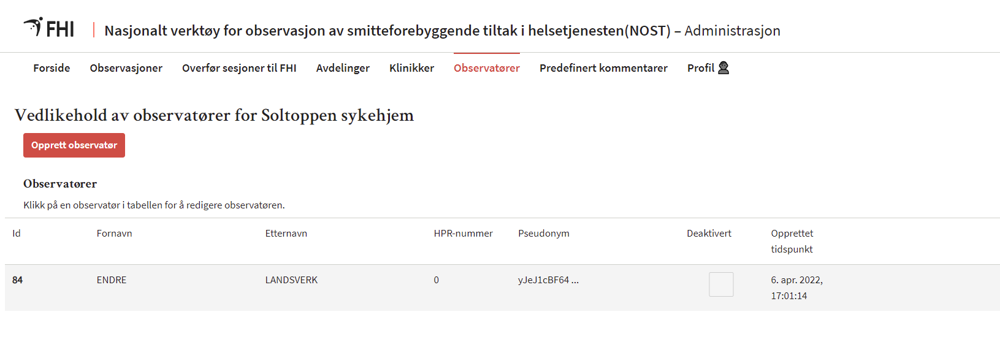 FHI
Nasjonalt verktøy for observasjon av smitteforebyggende tiltak i helsetjenesten(NOST) – Administrasjon
Forside Observasjoner Overfør sesjoner til FHI Avdelinger Klinikker Observatører Predefinert kommentarer Profil
Vedlikehold av observatører for Soltoppen sykehjem
Opprett observatør
Observatører
Klikk på en observatør i tabellen for å redigere observatøren.
Id Fornavn Etternavn HPR-nummer Pseudonym Deaktivert Opprettet
tidspunkt
84 ENDRE LANDSVERK 0 yJeJ1cBF64 ... 6. apr. 2022,
17:01:14